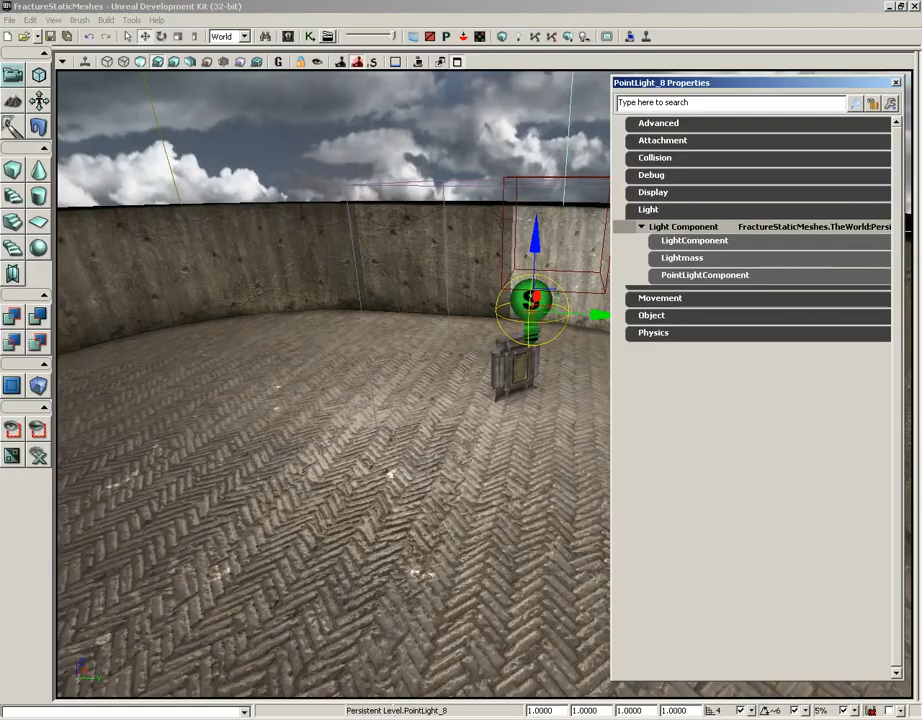 FractureStaticMeshes - Unreal Development Kit (32-bit)
File Edit View Brush Build Tools Help
World
G
S
P
K
PointLight_8 Properties
Type here to search
Advanced
Attachment
Collision
Debug
Display
Light
Light Component FractureStaticMeshes.TheWorld:Persi
LightComponent
Lightmass
PointLightComponent
Movement
Object
Physics
Persistent Level.PointLight_8
1.0000 1.0000 1.0000 1.0000 4 ~6 5%